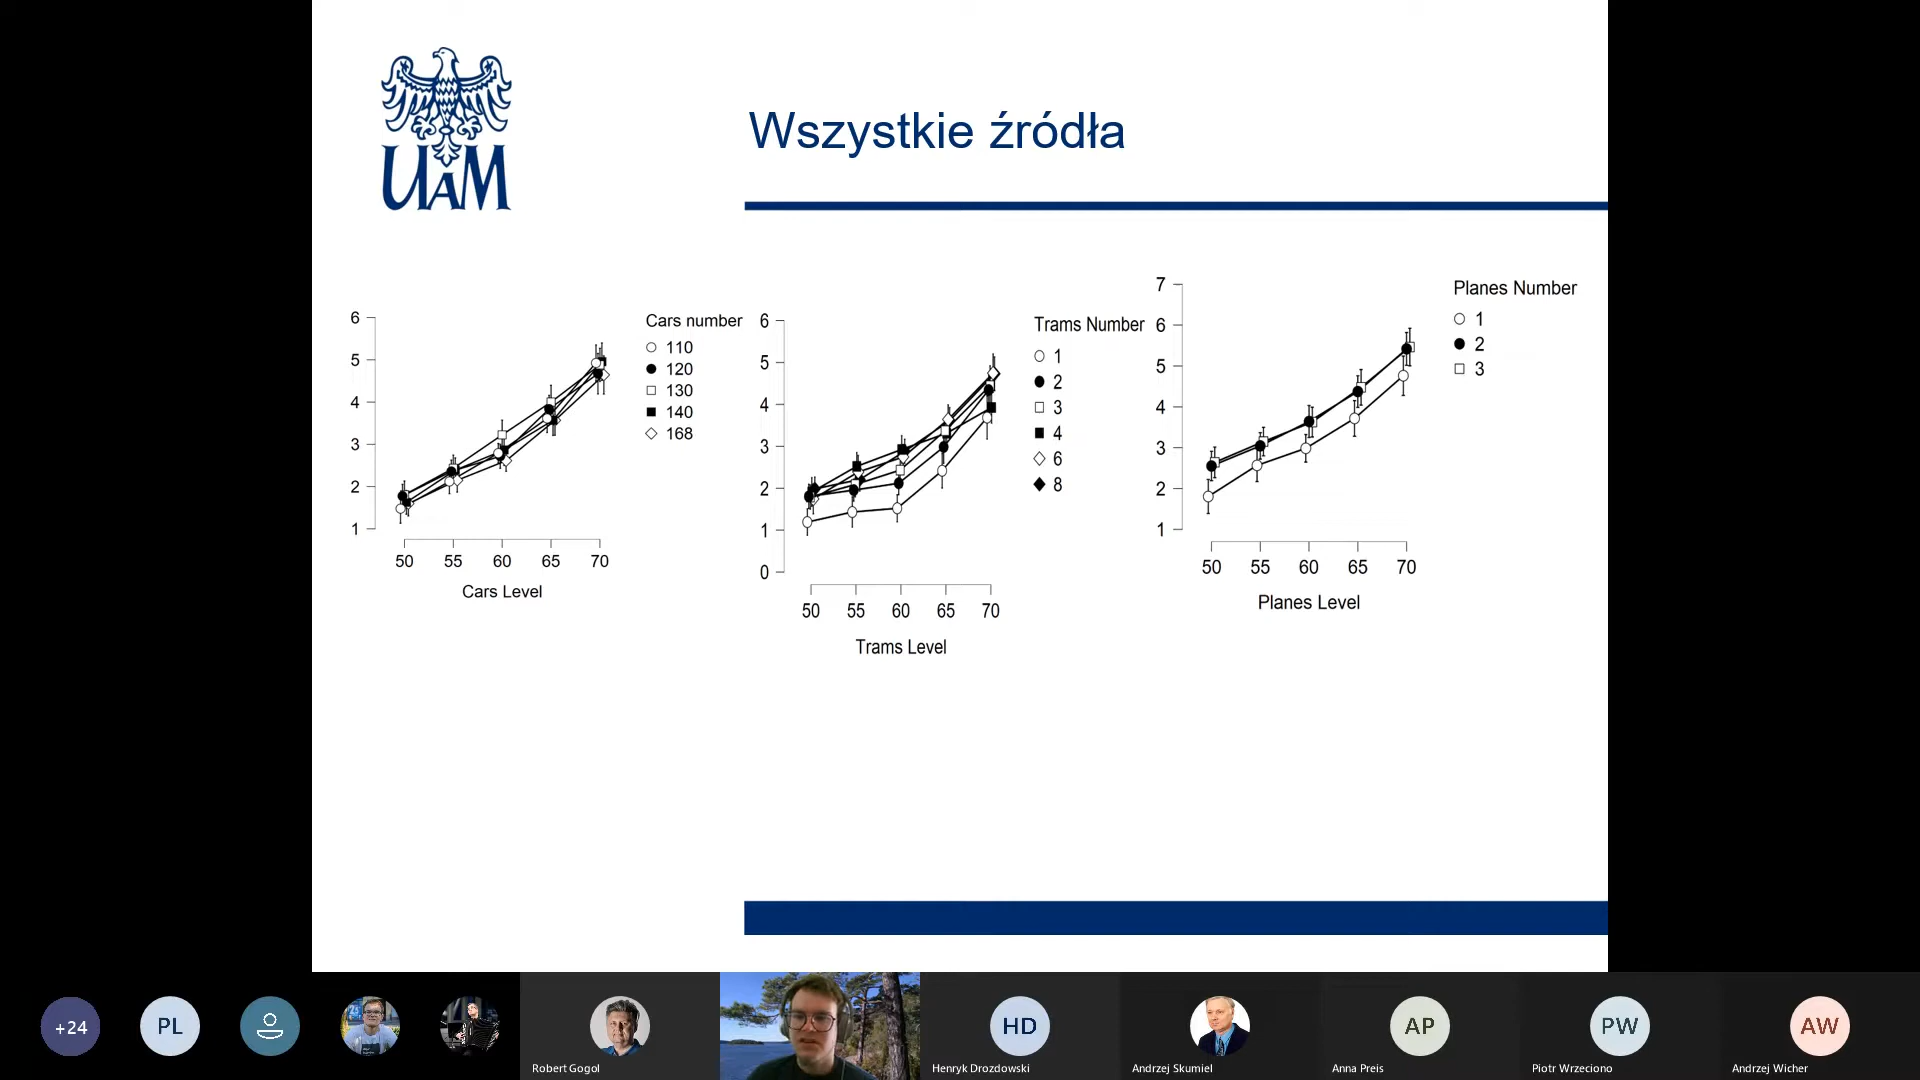 UAM
Wszystkie źródła
6
5
4
3
2
1
50 55 60 65 70
Cars Level
Cars number
110
120
130
140
168
6
5
4
3
2
1
0
50 55 60 65 70
Trams Level
Trams Number
1
2
3
4
6
8
7
6
5
4
3
2
1
50 55 60 65 70
Planes Level
Planes Number
1
2
3
+24
PL
Robert Gogol
HD
Henryk Drozdowski
Andrzej Skumiel
AP
Anna Preis
PW
Piotr Wrzeciono
AW
Andrzej Wicher